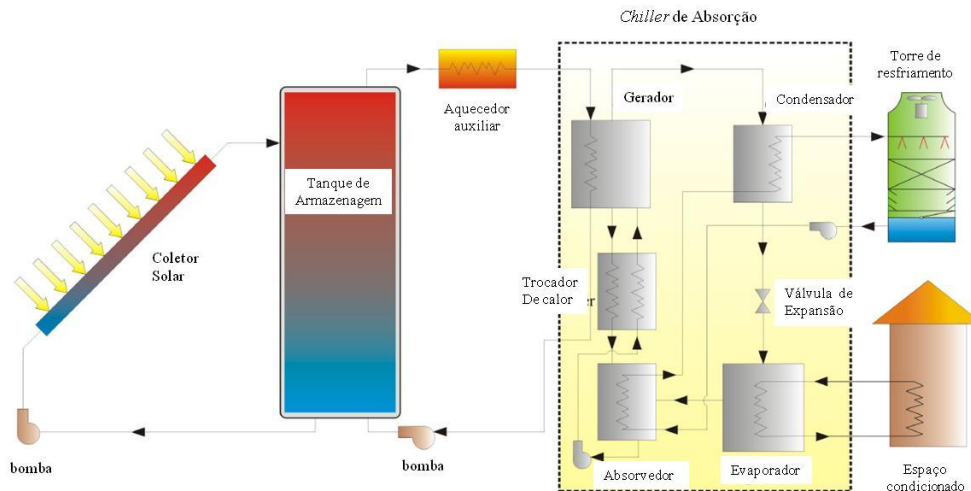 Chiller de Absorção
Torre de
resfriamento
Aquecedor
auxiliar
Gerador
Condensador
Tanque de
Armazenagem
Coletor
Solar
Trocador
De calor er
Válvula de
Expansão
bomba
bomba
Absorvedor
Evaporador
Espaço
condicionado